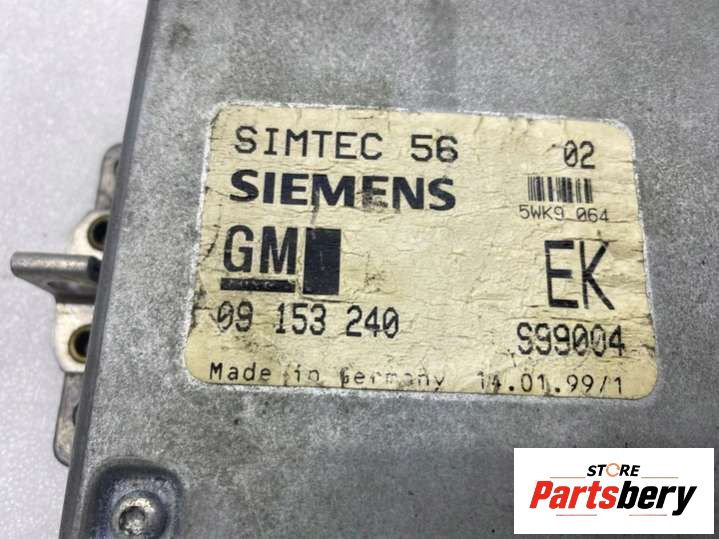 SIMTEC 56 02
SIEMENS
5WK9 064
GM
EK
09 153 240
S99004
Made in Germany 14.01.99/1
STORE
Partsbery